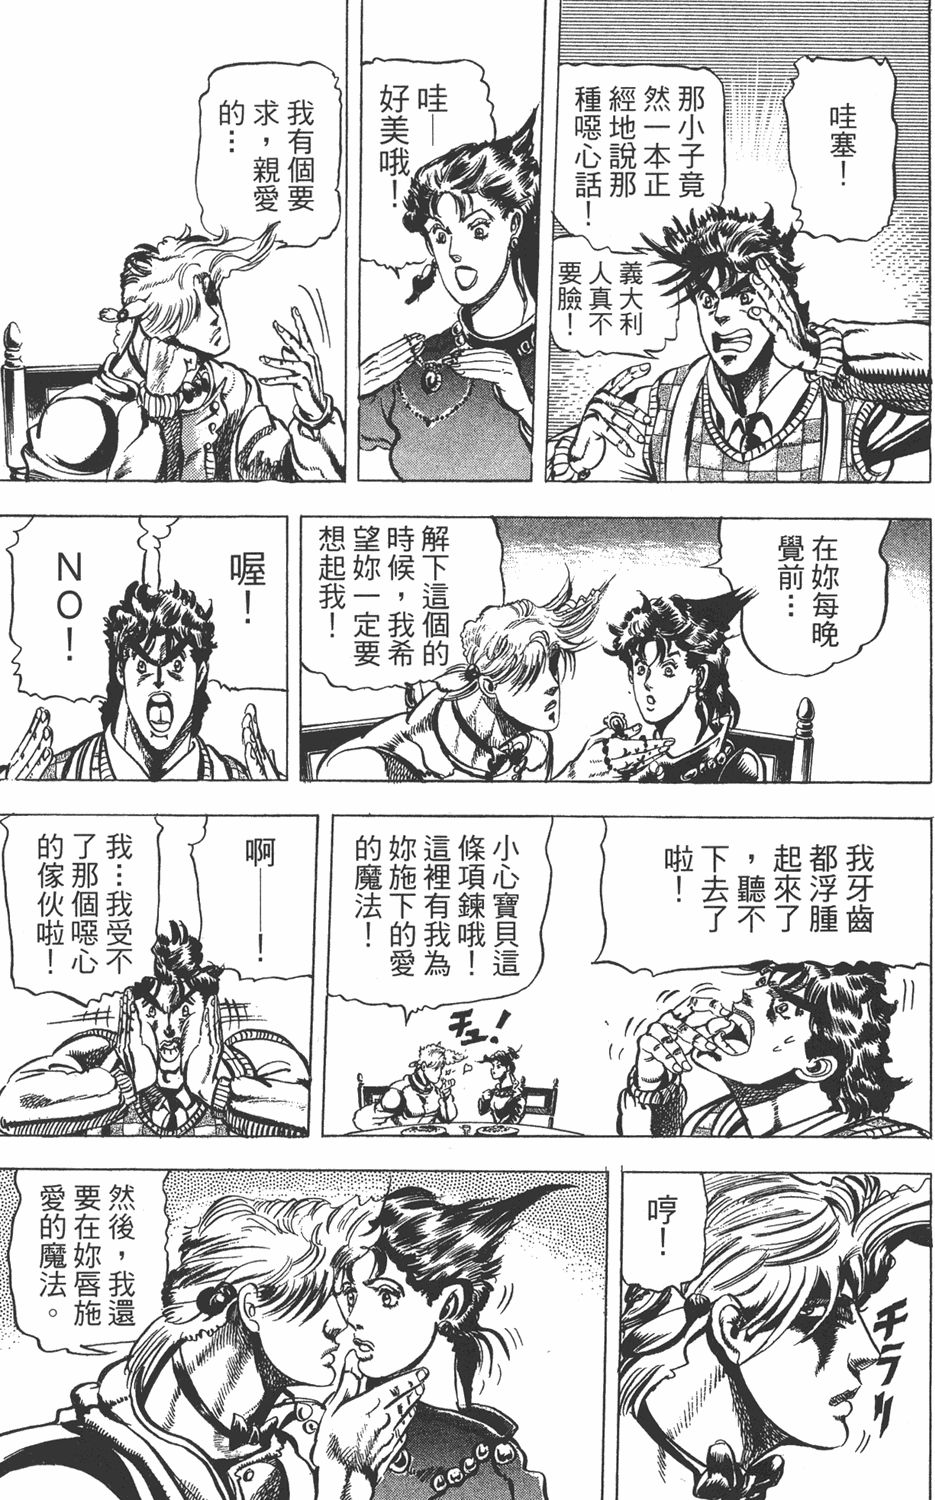 哇塞！
那小子竟
然一本正
經地說那
種噁心話！
義大利
人真不
要臉！
哇——
好美哦！
我有個要
求，親愛
的…
在妳每晚
覺前…
解下這個的
時候，我希
望妳一定要
想起我！
喔！
NO！
我牙齒
都浮腫
起來了
，聽不
下去了
啦！
小心寶貝這
條項鍊哦！
這裡有我為
妳施下的愛
的魔法！
チュ！
啊——！
我…我受不
了那個噁心
的傢伙啦！
哼！
チラリ
然後，我還
要在妳唇施
愛的魔法。